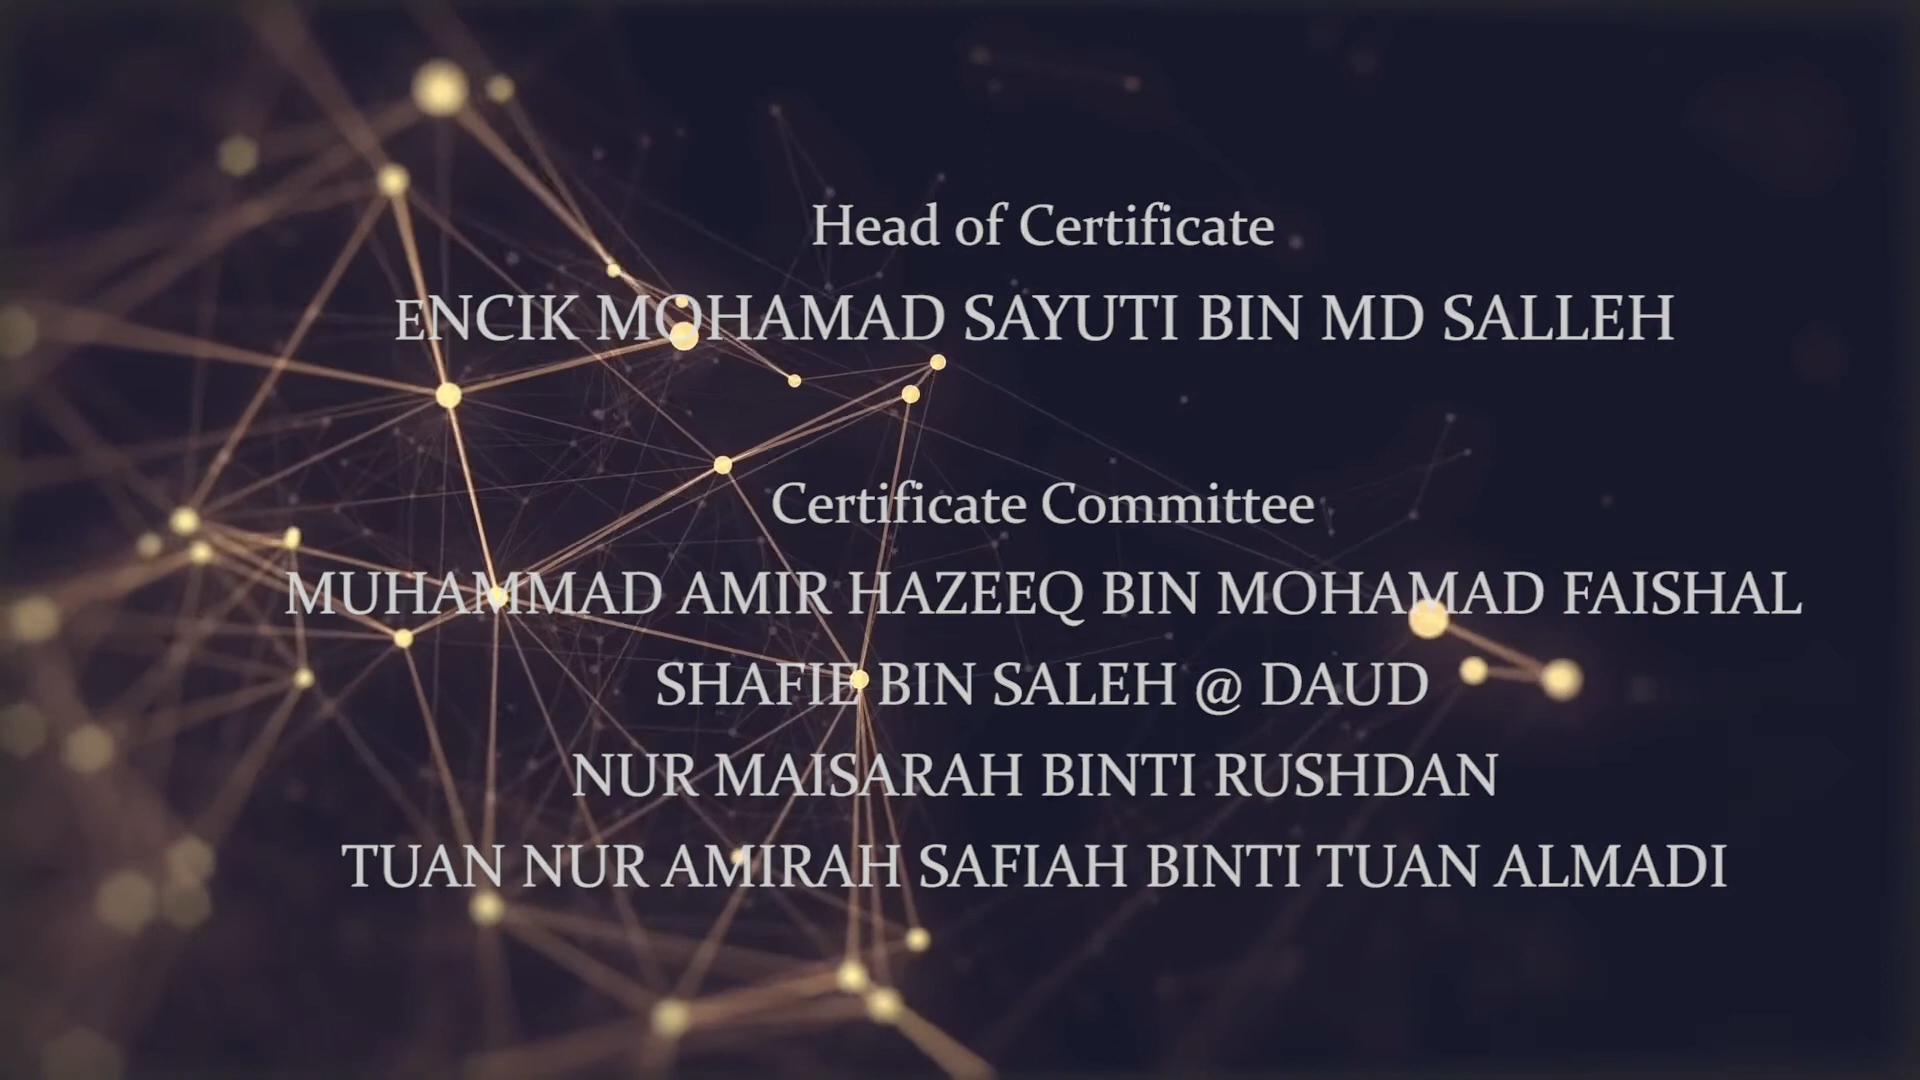 Head of Certificate
ENCIK MOHAMAD SAYUTI BIN MD SALLEH
Certificate Committee
MUHAMMAD AMIR HAZEEQ BIN MOHAMAD FAISHAL
SHAFIE BIN SALEH @ DAUD
NUR MAISARAH BINTI RUSHDAN
TUAN NUR AMIRAH SAFIAH BINTI TUAN ALMADI